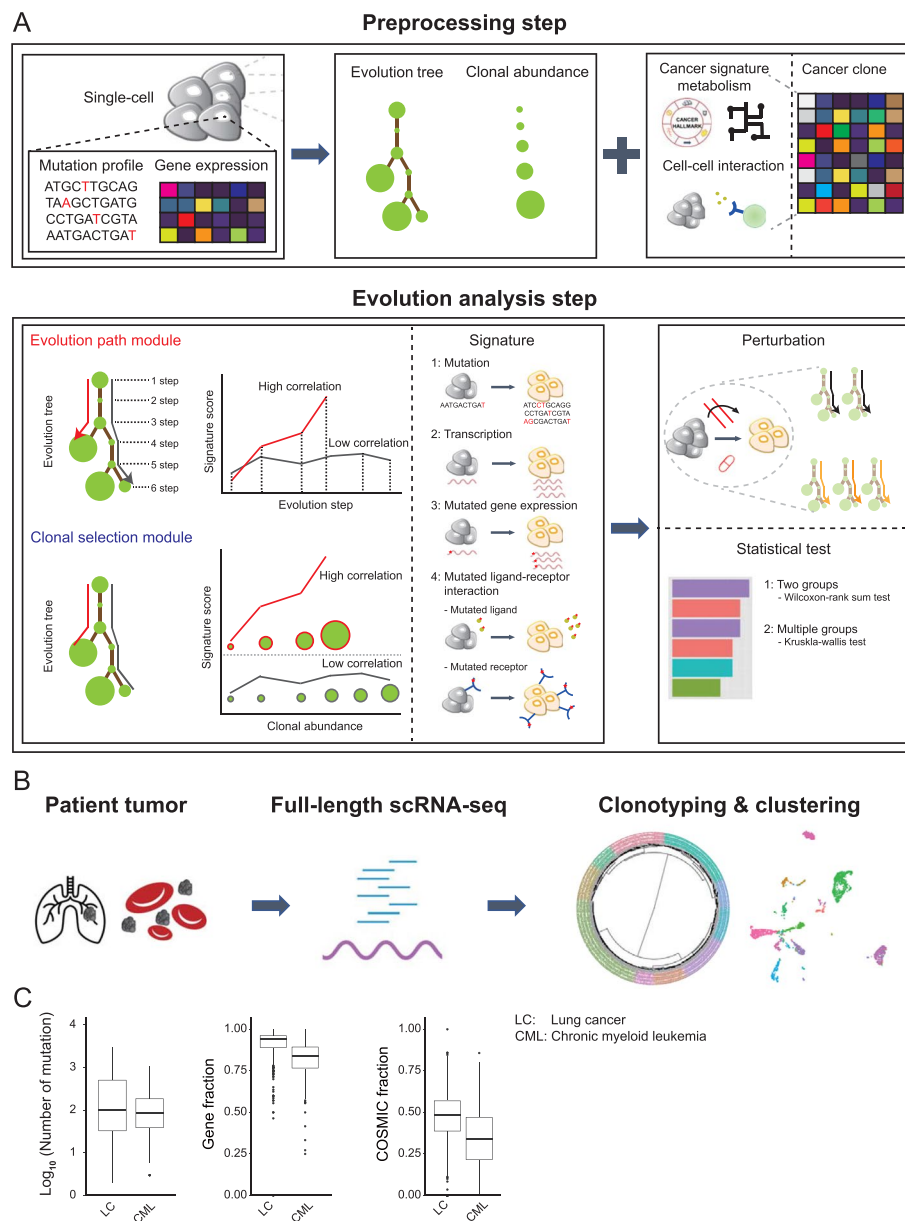 A
Preprocessing step
Single-cell
Mutation profile
Gene expression
ATGCTTGCAG
TAAGCTGATG
CCTGATCGTA
AATGACTGAT
Evolution tree
Clonal abundance
Cancer signature
metabolism
CANCER
HALLMARK
Cell-cell interaction
Cancer clone
Evolution analysis step
Evolution path module
Evolution tree
1 step
2 step
3 step
4 step
5 step
6 step
Signature score
High correlation
Low correlation
Evolution step
Clonal selection module
Evolution tree
Signature score
High correlation
Low correlation
Clonal abundance
Signature
1: Mutation
AATGACTGAT
ATCCTGCAGG
CCTGATCGTA
AGCGACTGAT
2: Transcription
3: Mutated gene expression
4: Mutated ligand-receptor
interaction
- Mutated ligand
- Mutated receptor
Perturbation
Statistical test
1: Two groups
- Wilcoxon-rank sum test
2: Multiple groups
- Kruskla-wallis test
B
Patient tumor
Full-length scRNA-seq
Clonotyping & clustering
C
Log10 (Number of mutation)
4
3
2
1
0
LC
CML
Gene fraction
1.00
0.75
0.50
0.25
0.00
LC
CML
COSMIC fraction
1.00
0.75
0.50
0.25
0.00
LC
CML
LC: Lung cancer
CML: Chronic myeloid leukemia